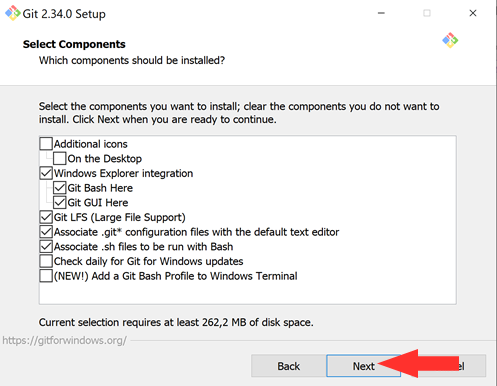 Git 2.34.0 Setup
Select Components
Which components should be installed?
Select the components you want to install; clear the components you do not want to
install. Click Next when you are ready to continue.
Additional icons
On the Desktop
Windows Explorer integration
Git Bash Here
Git GUI Here
Git LFS (Large File Support)
Associate .git* configuration files with the default text editor
Associate .sh files to be run with Bash
Check daily for Git for Windows updates
(NEW!) Add a Git Bash Profile to Windows Terminal
Current selection requires at least 262,2 MB of disk space.
https://gitforwindows.org/
Back
Next